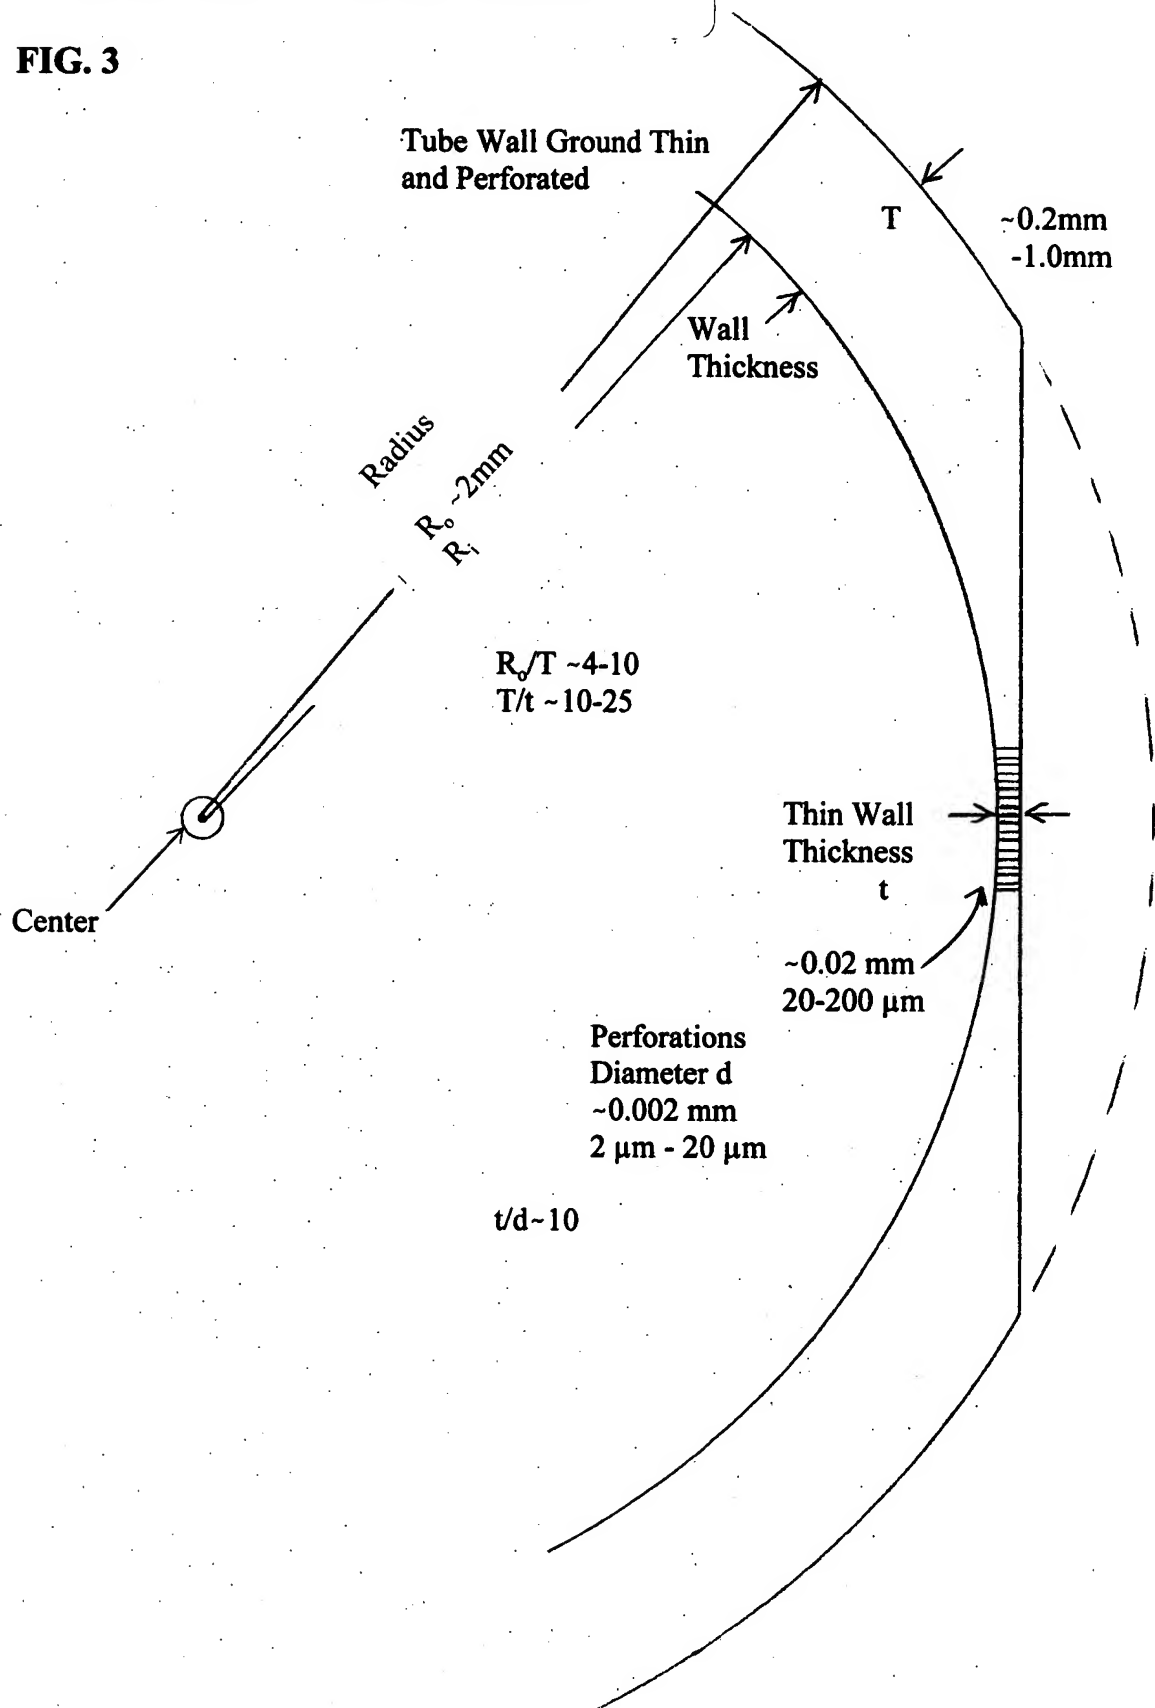 FIG. 3
Tube Wall Ground Thin
and Perforated
T
~0.2mm
-1.0mm
Wall
Thickness
Radius
Ro ~2mm
Ri
Ro/T ~4-10
T/t ~10-25
Thin Wall
Thickness
t
Center
~0.02 mm
20-200 μm
Perforations
Diameter d
~0.002 mm
2 μm - 20 μm
t/d~10